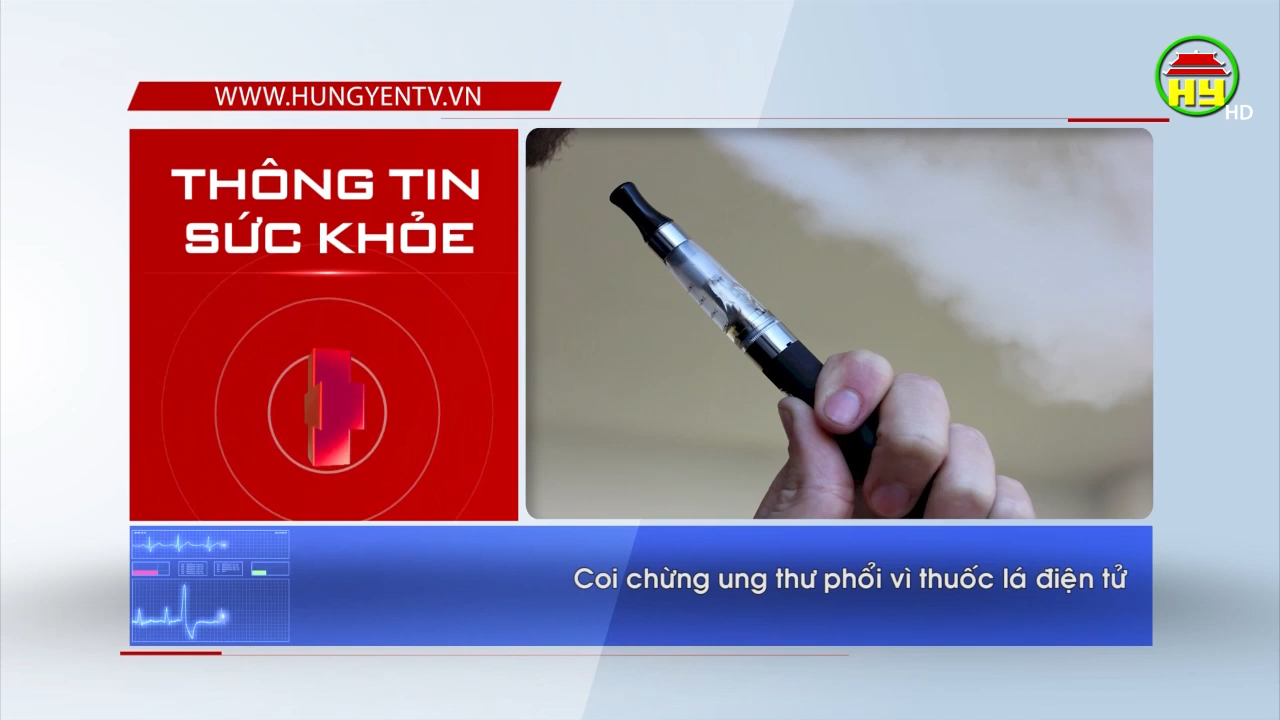 WWW.HUNGYENTV.VN
HY
HD
THÔNG TIN
SỨC KHỎE
Coi chừng ung thư phổi vì thuốc lá điện tử